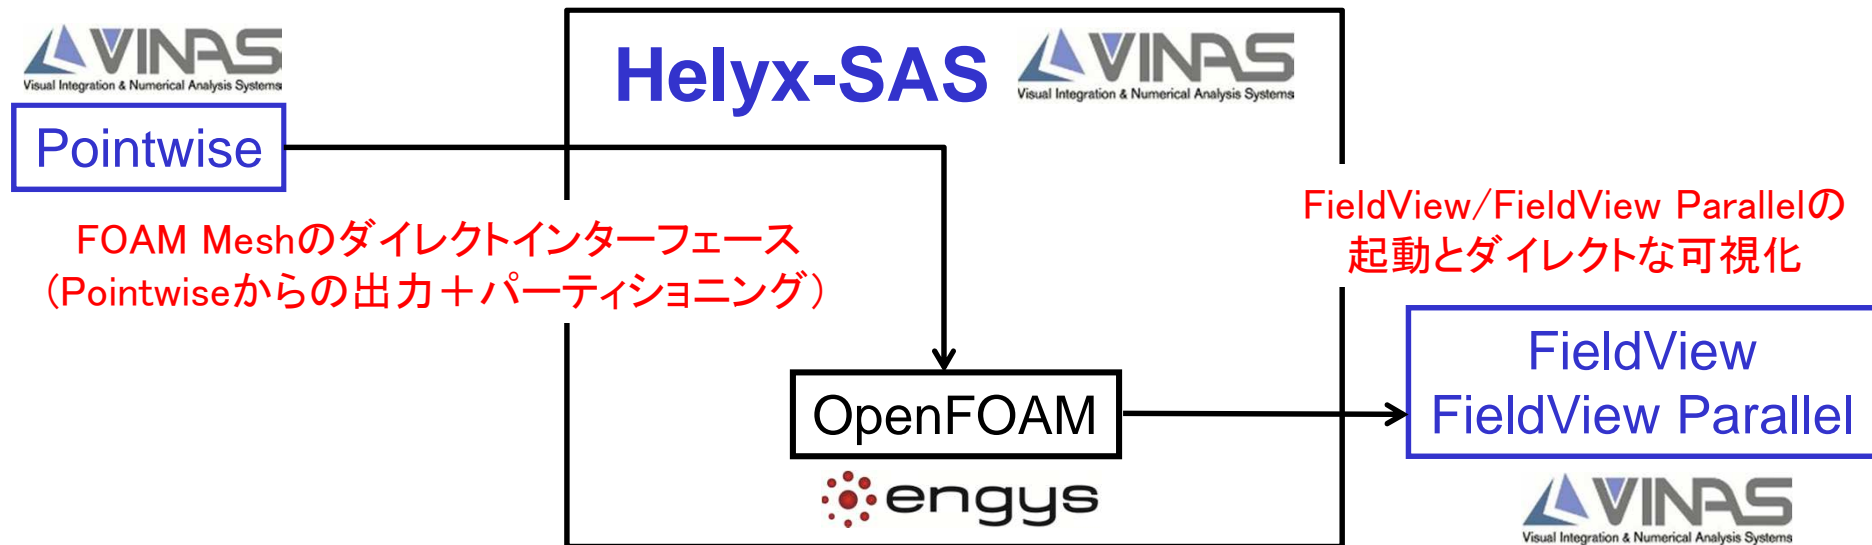 VINAS
Visual Integration & Numerical Analysis Systems
Pointwise
Helyx-SAS
VINAS
Visual Integration & Numerical Analysis Systems
FOAM Meshのダイレクトインターフェース
(Pointwiseからの出力＋パーティショニング)
FieldView/FieldView Parallelの
起動とダイレクトな可視化
OpenFOAM
engys
FieldView
FieldView Parallel
VINAS
Visual Integration & Numerical Analysis Systems